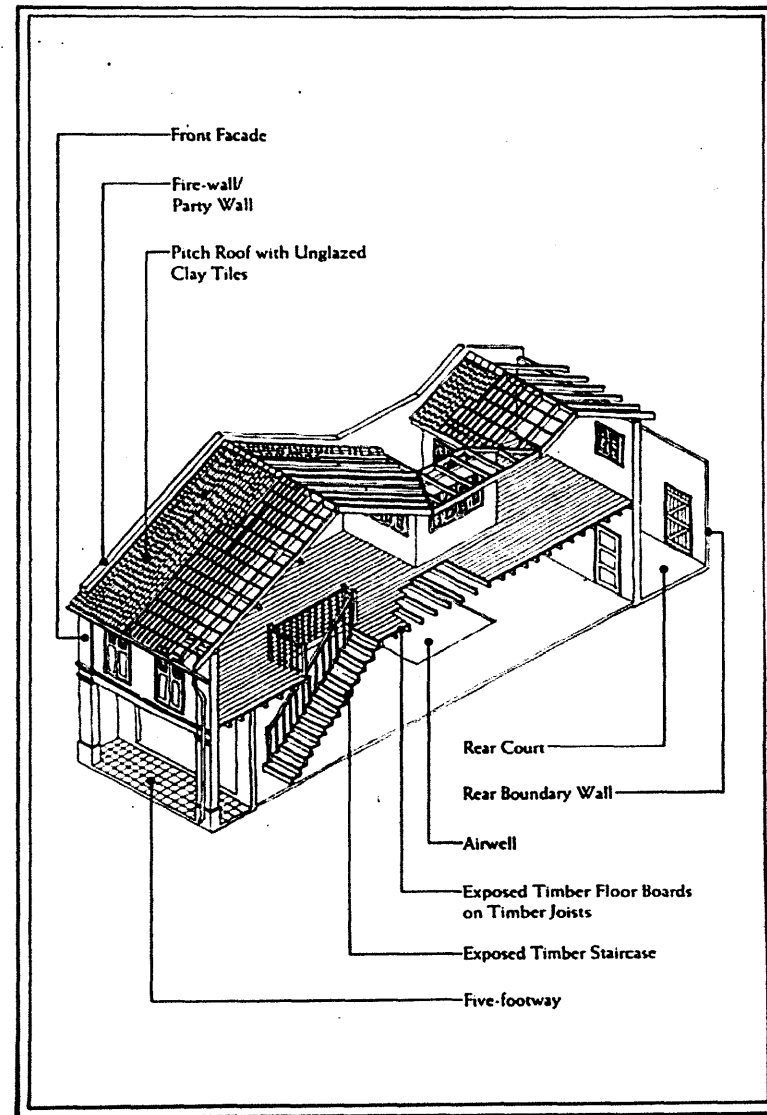 Front Facade
Fire-wall/
Party Wall
Pitch Roof with Unglazed
Clay Tiles
Rear Court
Rear Boundary Wall
Airwell
Exposed Timber Floor Boards
on Timber Joists
Exposed Timber Staircase
Five-footway